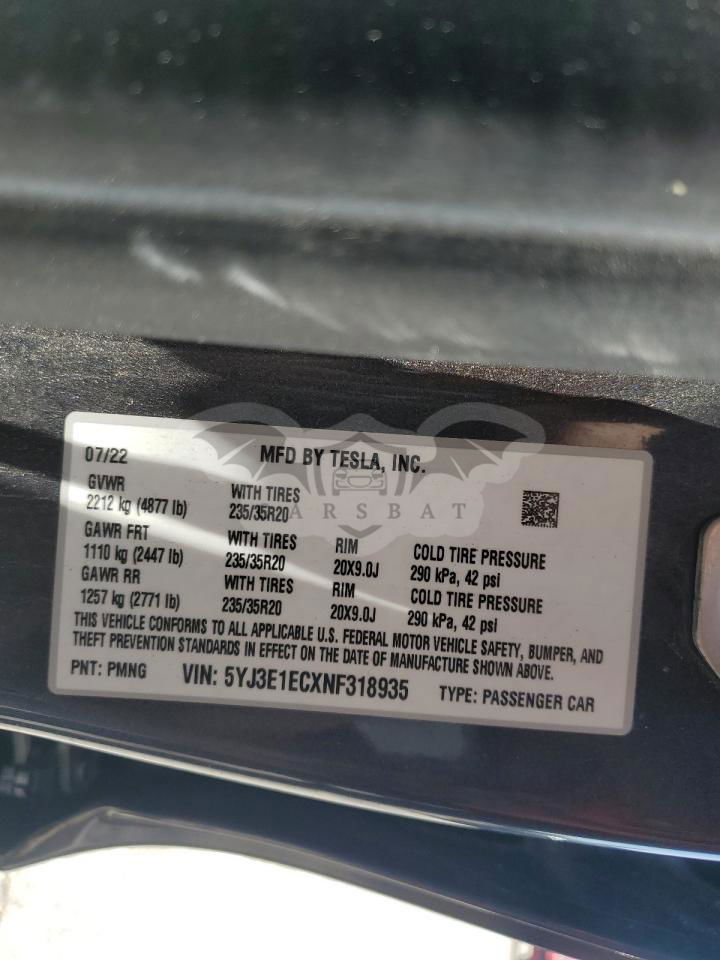 07/22 MFD BY TESLA, INC.
GVWR WITH TIRES
2212 kg (4877 lb) 235/35R20
ARSBAT
GAWR FRT WITH TIRES RIM COLD TIRE PRESSURE
1110 kg (2447 lb) 235/35R20 20X9.0J 290 kPa, 42 psi
GAWR RR WITH TIRES RIM COLD TIRE PRESSURE
1257 kg (2771 lb) 235/35R20 20X9.0J 290 kPa, 42 psi
THIS VEHICLE CONFORMS TO ALL APPLICABLE U.S. FEDERAL MOTOR VEHICLE SAFETY, BUMPER, AND
THEFT PREVENTION STANDARDS IN EFFECT ON THE DATE OF MANUFACTURE SHOWN ABOVE.
PNT: PMNG VIN: 5YJ3E1ECXNF318935 TYPE: PASSENGER CAR